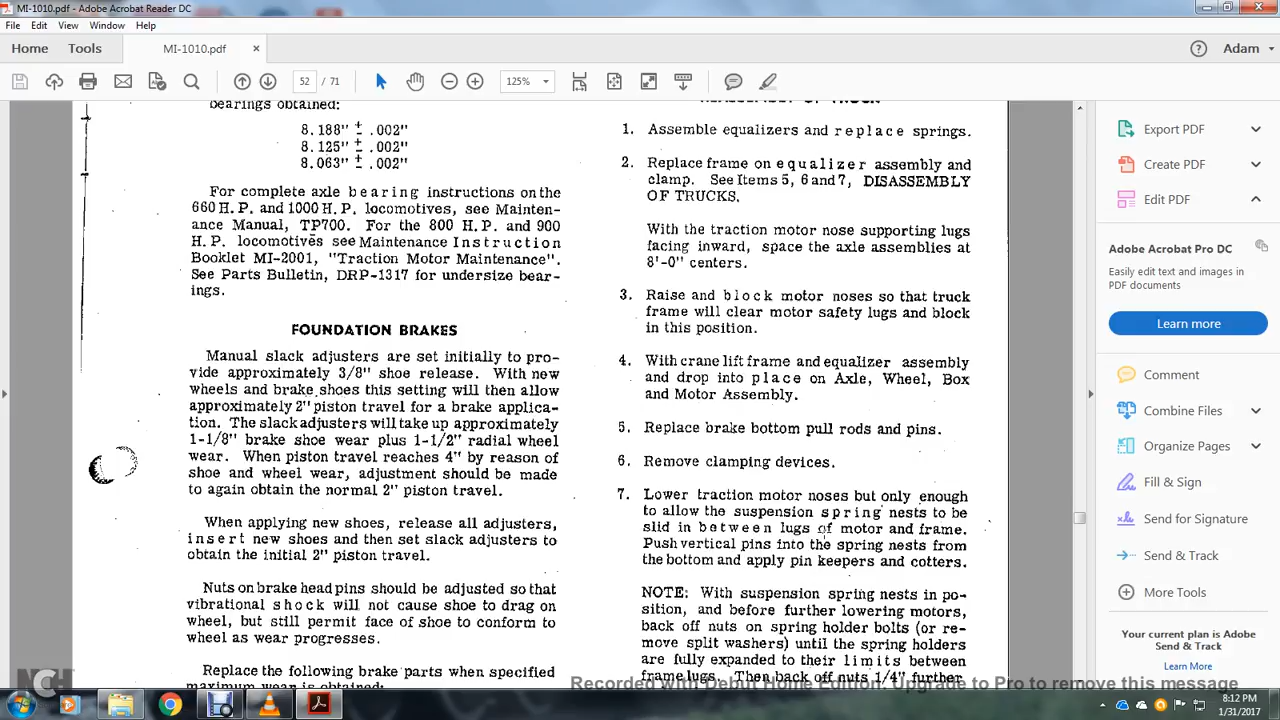 MI-1010.pdf - Adobe Acrobat Reader DC
File Edit View Window Help
Home Tools MI-1010.pdf × Adam
52 / 71 125%
bearings obtained:
8.188" ± .002"
8.125" ± .002"
8.063" ± .002"
For complete axle bearing instructions on the
660 H. P. and 1000 H. P. locomotives, see Mainten-
ance Manual, TP700. For the 800 H. P. and 900
H. P. locomotives see Maintenance Instruction
Booklet MI-2001, "Traction Motor Maintenance".
See Parts Bulletin, DRP-1317 for undersize bear-
ings.
FOUNDATION BRAKES
Manual slack adjusters are set initially to pro-
vide approximately 3/8" shoe release. With new
wheels and brake shoes this setting will then allow
approximately 2" piston travel for a brake applica-
tion. The slack adjusters will take up approximately
1-1/8" brake shoe wear plus 1-1/2" radial wheel
wear. When piston travel reaches 4" by reason of
shoe and wheel wear, adjustment should be made
to again obtain the normal 2" piston travel.
When applying new shoes, release all adjusters,
insert new shoes and then set slack adjusters to
obtain the initial 2" piston travel.
Nuts on brake head pins should be adjusted so that
vibrational shock will not cause shoe to drag on
wheel, but still permit face of shoe to conform to
wheel as wear progresses.
Replace the following brake parts when specified
maximum wear is obtained:
OF TRUCK
1. Assemble equalizers and replace springs.
2. Replace frame on equalizer assembly and
clamp. See Items 5, 6 and 7, DISASSEMBLY
OF TRUCKS.
With the traction motor nose supporting lugs
facing inward, space the axle assemblies at
8'-0" centers.
3. Raise and block motor noses so that truck
frame will clear motor safety lugs and block
in this position.
4. With crane lift frame and equalizer assembly
and drop into place on Axle, Wheel, Box
and Motor Assembly.
5. Replace brake bottom pull rods and pins.
6. Remove clamping devices.
7. Lower traction motor noses but only enough
to allow the suspension spring nests to be
slid in between lugs of motor and frame.
Push vertical pins into the spring nests from
the bottom and apply pin keepers and cotters.
NOTE: With suspension spring nests in po-
sition, and before further lowering motors,
back off nuts on spring holder bolts (or re-
move split washers) until the spring holders
are fully expanded to their limits between
frame lugs. Then back off nuts 1/4" further
Export PDF
Create PDF
Edit PDF
Adobe Acrobat Pro DC
Easily edit text and images in
PDF documents
Learn more
Comment
Combine Files
Organize Pages
Fill & Sign
Send for Signature
Send & Track
More Tools
Your current plan is Adobe
Send & Track
Learn More
NCH
Recorded with Debut Home Edition. Upgrade to Pro to remove this message
8:12 PM
1/31/2017